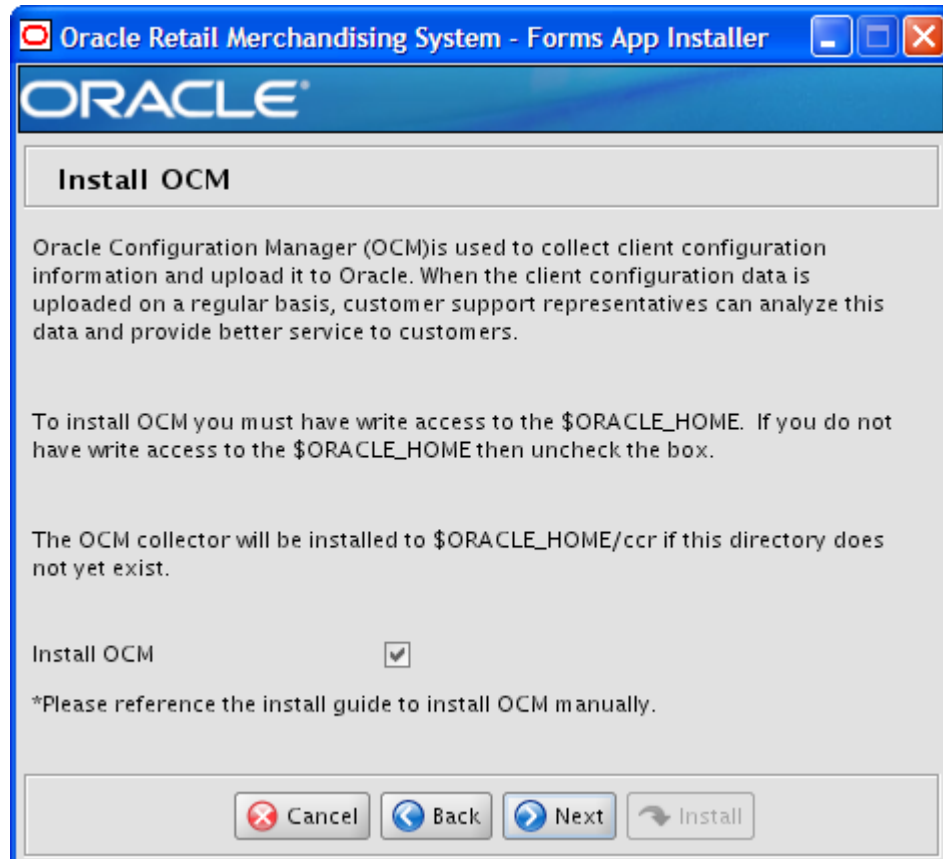 Oracle Retail Merchandising System - Forms App Installer
ORACLE
Install OCM
Oracle Configuration Manager (OCM)is used to collect client configuration
information and upload it to Oracle. When the client configuration data is
uploaded on a regular basis, customer support representatives can analyze this
data and provide better service to customers.
To install OCM you must have write access to the $ORACLE_HOME.  If you do not
have write access to the $ORACLE_HOME then uncheck the box.
The OCM collector will be installed to $ORACLE_HOME/ccr if this directory does
not yet exist.
Install OCM
*Please reference the install guide to install OCM manually.
Cancel Back Next Install